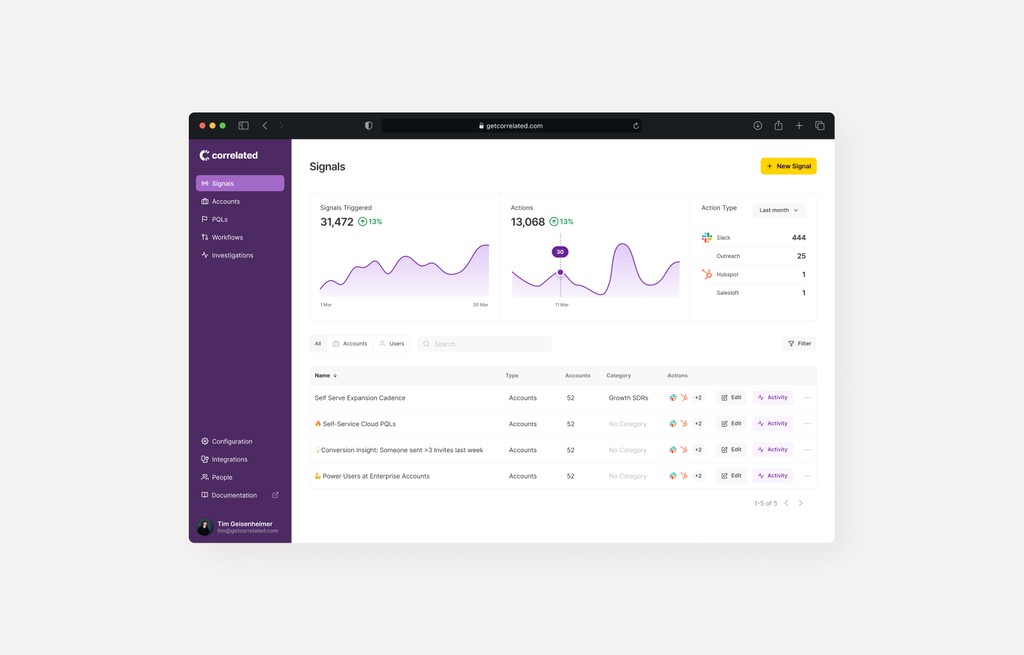 getcorrelated.com
correlated
Signals
Accounts
PQLs
Workflows
Investigations
Configuration
Integrations
People
Documentation
Tim Geisenheimer
tim@getcorrelated.com
Signals
+ New Signal
Signals Triggered
31,472 13%
1 Mar 20 Mar
Actions
13,068 13%
30
11 Mar
Action Type Last month
Slack 444
Outreach 25
Hubspot 1
Salesloft 1
All Accounts Users Search Filter
Name Type Accounts Category Actions
Self Serve Expansion Cadence Accounts 52 Growth SDRs +2 Edit Activity
🔥 Self-Service Cloud PQLs Accounts 52 No Category +2 Edit Activity
💡 Conversion Insight: Someone sent >3 Invites last week Accounts 52 No Category +2 Edit Activity
💪 Power Users at Enterprise Accounts Accounts 52 No Category +2 Edit Activity
1-5 of 5